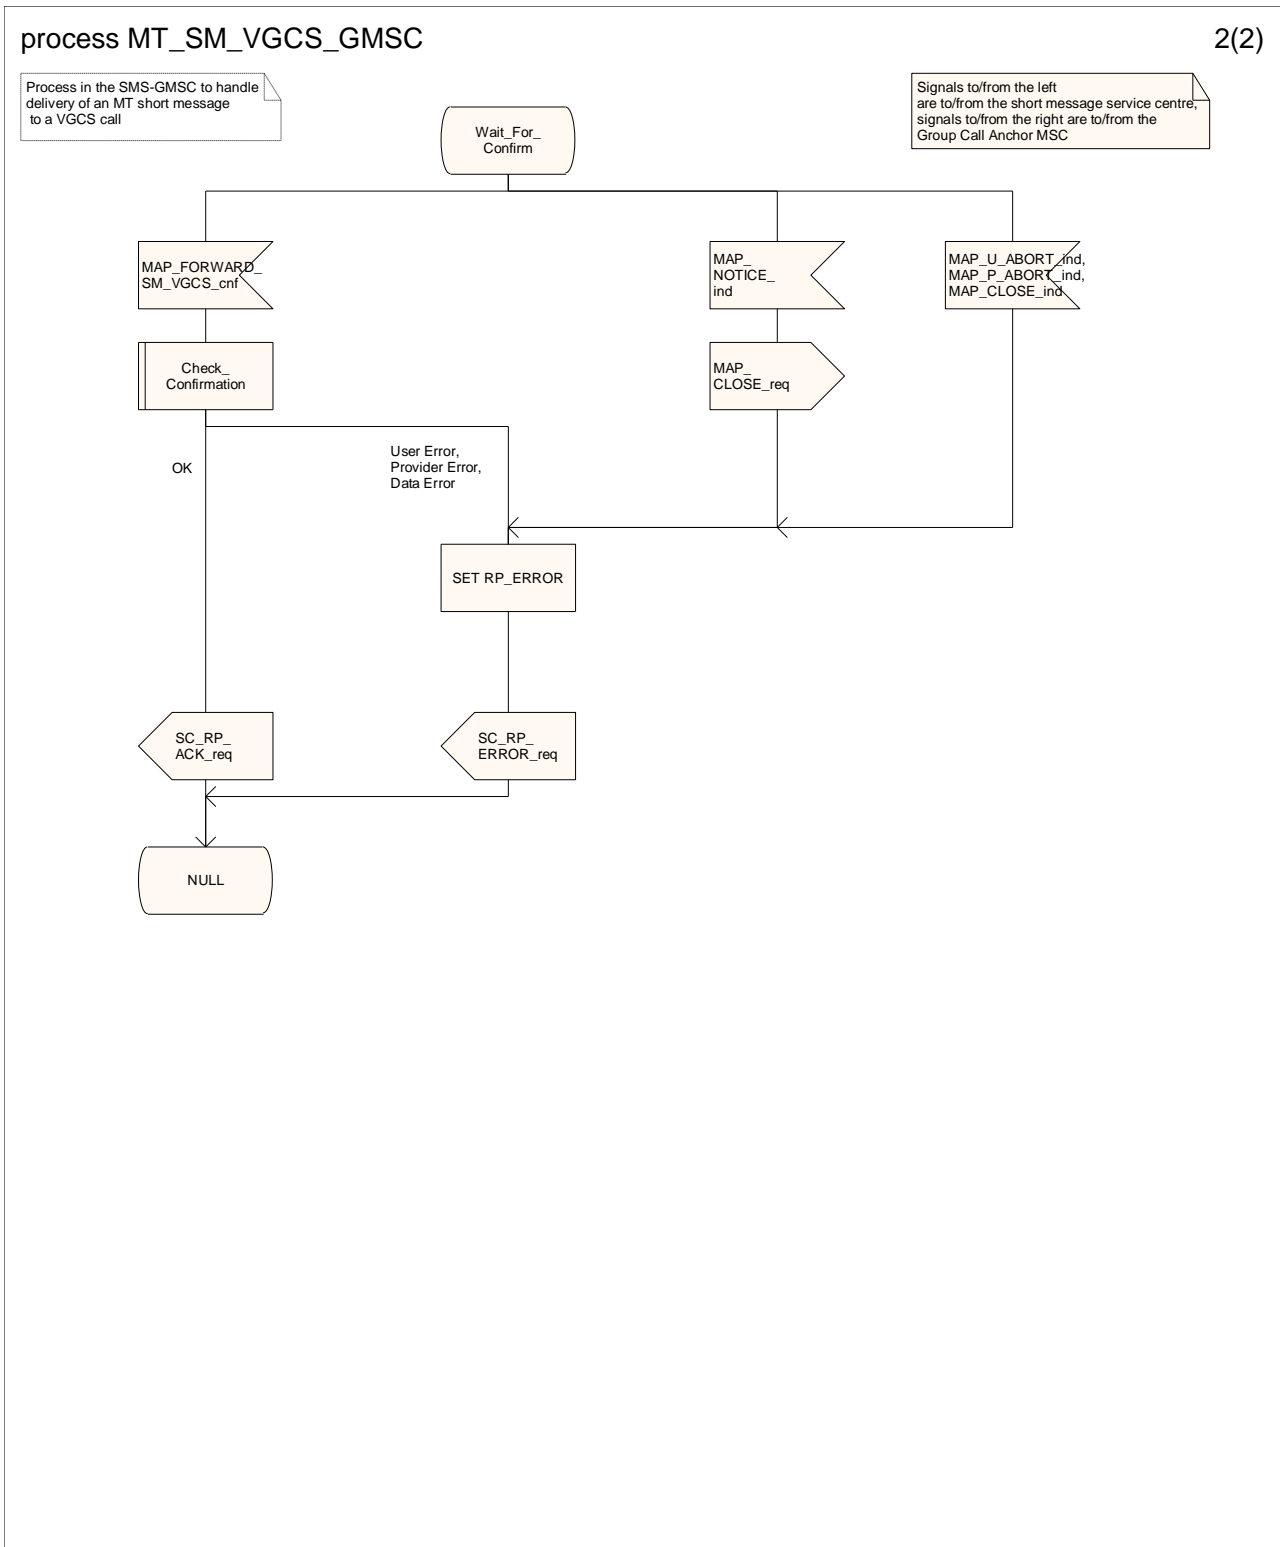 process MT_SM_VGCS_GMSC
2(2)
Process in the SMS-GMSC to handle
delivery of an MT short message
to a VGCS call
Signals to/from the left
are to/from the short message service centre,
signals to/from the right are to/from the
Group Call Anchor MSC
Wait_For_
Confirm
MAP_FORWARD_
SM_VGCS_cnf
MAP_
NOTICE_
ind
MAP_U_ABORT_ind,
MAP_P_ABORT_ind,
MAP_CLOSE_ind
Check_
Confirmation
MAP_
CLOSE_req
OK
User Error,
Provider Error,
Data Error
SET RP_ERROR
SC_RP_
ACK_req
SC_RP_
ERROR_req
NULL